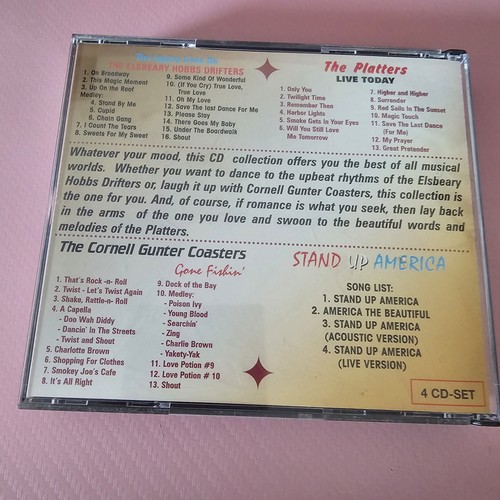 THE ELSBEARY HOBBS DRIFTERS
1. On Broadway
2. This Magic Moment
3. Up On the Roof
Medley:
4. Stand By Me
5. Cupid
6. Chain Gang
7. I Count The Tears
8. Sweets For My Sweet
9. Some Kind Of Wonderful
10. (If You Cry) True Love,
True Love
11. Oh My Love
12. Save The last Dance For Me
13. Please Stay
14. There Goes My Baby
15. Under The Boardwalk
16. Shout
The Platters
LIVE TODAY
1. Only You
2. Twilight Time
3. Remember Then
4. Harbor Lights
5. Smoke Gets in Your Eyes
6. Will You Still Love
Me Tomorrow
7. Higher and Higher
8. Surrender
9. Red Sails In The Sunset
10. Magic Touch
11. Save The Last Dance
(For Me)
12. My Prayer
13. Great Pretender
Whatever your mood, this CD collection offers you the best of all musical
worlds. Whether you want to dance to the upbeat rhythms of the Elsbeary
Hobbs Drifters or, laugh it up with Cornell Gunter Coasters, this collection is
the one for you. And, of course, if romance is what you seek, then lay back
in the arms of the one you love and swoon to the beautiful words and
melodies of the Platters.
The Cornell Gunter Coasters
Gone Fishin'
1. That's Rock -n- Roll
2. Twist - Let's Twist Again
3. Shake, Rattle-n- Roll
4. A Capella
- Doo Wah Diddy
- Dancin' In The Streets
- Twist and Shout
5. Charlotte Brown
6. Shopping For Clothes
7. Smokey Joe's Cafe
8. It's All Right
9. Dock of the Bay
10. Medley:
- Poison Ivy
- Young Blood
- Searchin'
- Zing
- Charlie Brown
- Yakety-Yak
11. Love Potion #9
12. Love Potion # 10
13. Shout
STAND UP AMERICA
SONG LIST:
1. STAND UP AMERICA
2. AMERICA THE BEAUTIFUL
3. STAND UP AMERICA
(ACOUSTIC VERSION)
4. STAND UP AMERICA
(LIVE VERSION)
4 CD-SET